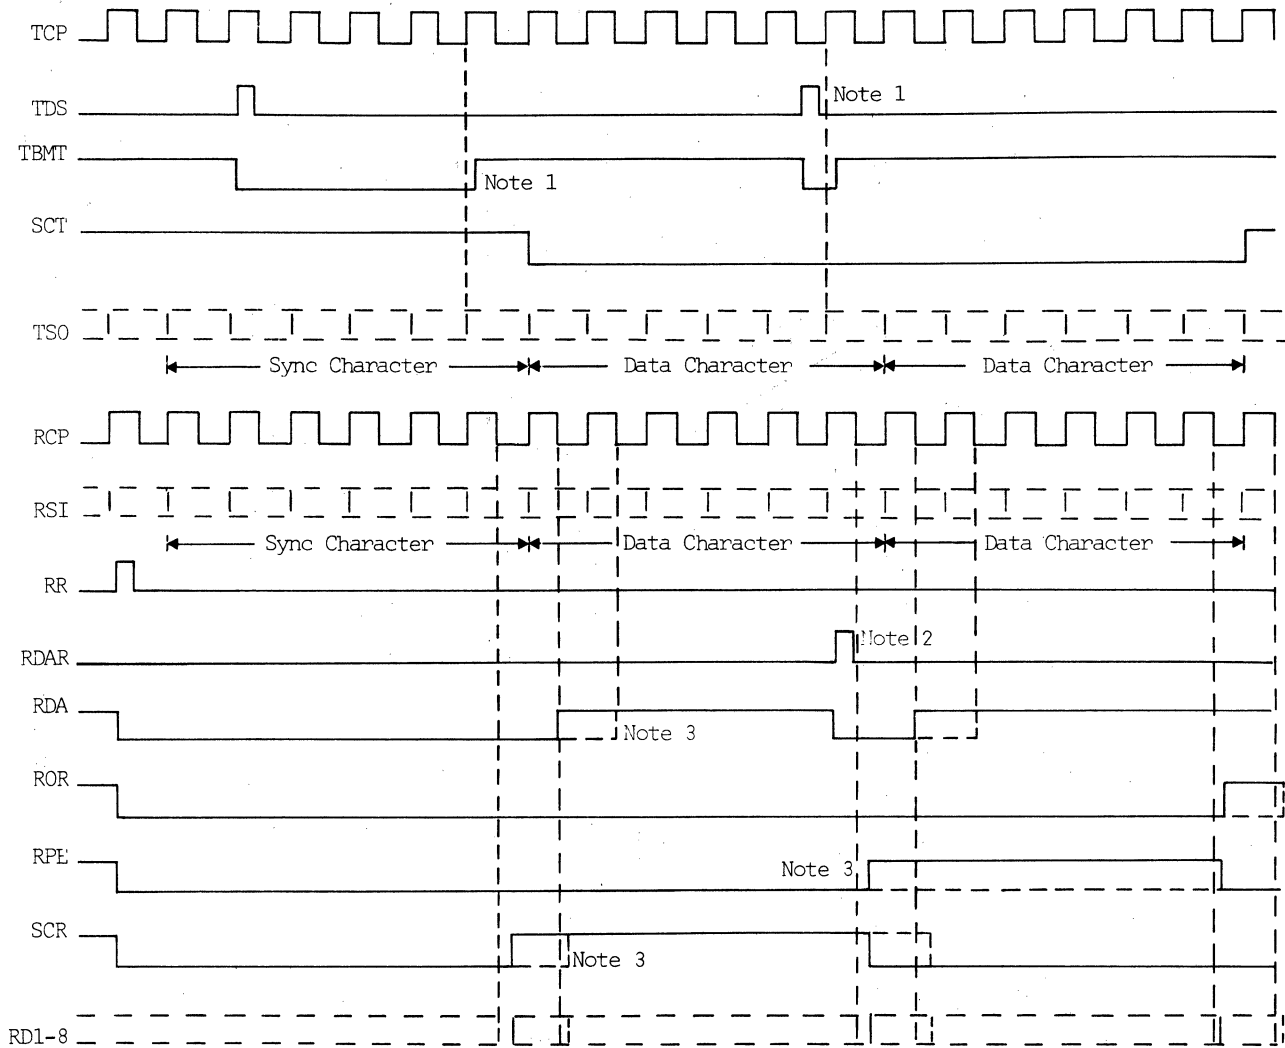 TCP
TDS
Note 1
TBMT
Note 1
SCT
TSO
Sync Character Data Character Data Character
RCP
RSI
Sync Character Data Character Data Character
RR
RDAR
Note 2
RDA
Note 3
ROR
RPE
Note 3
SCR
Note 3
RD1-8